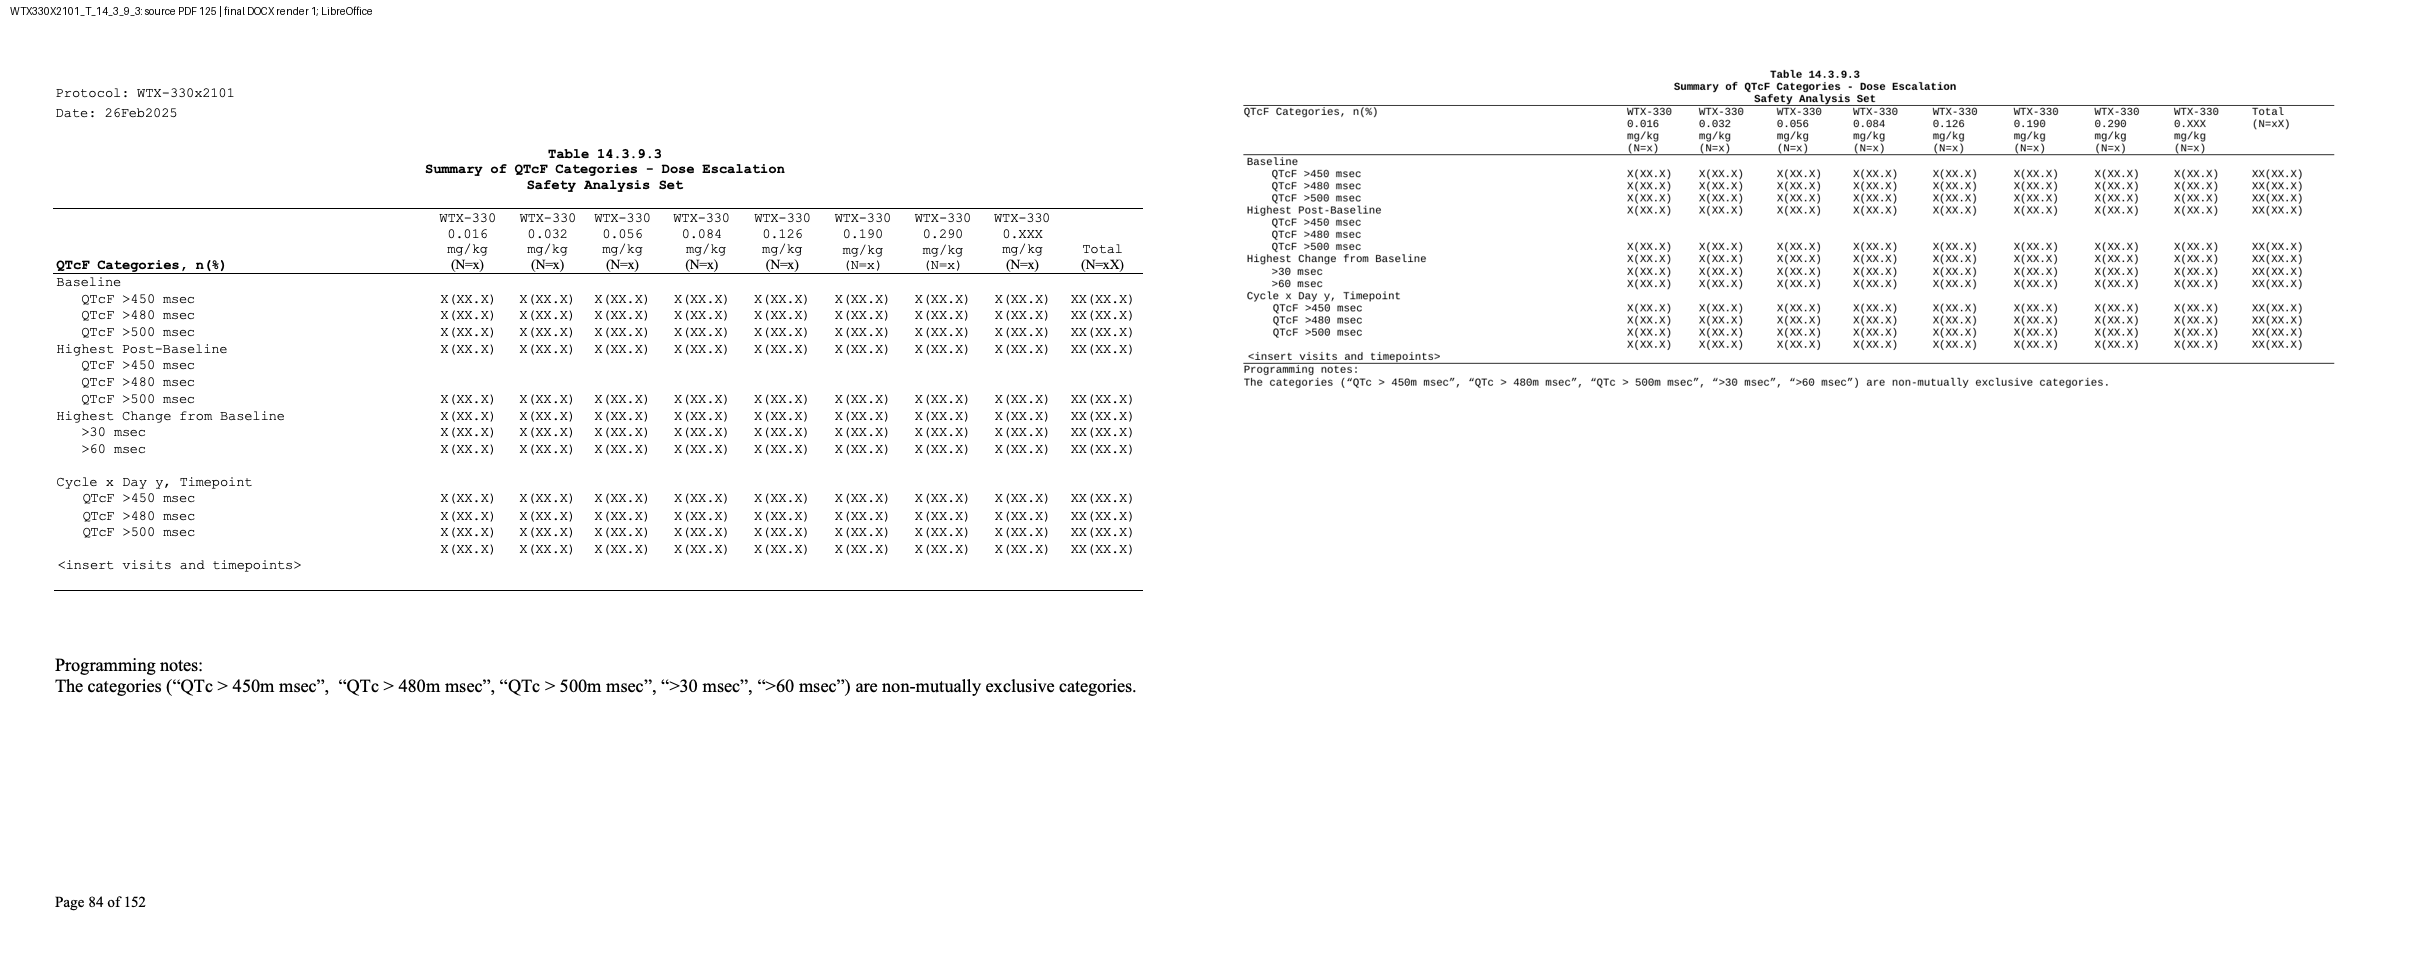 WTX330X2101_T_14_3_9_3: source PDF 125 | final DOCX render 1; LibreOffice
Protocol: WTX-330x2101
Date: 26Feb2025
Table 14.3.9.3
Summary of QTcF Categories - Dose Escalation
Safety Analysis Set
WTX-330 WTX-330 WTX-330 WTX-330 WTX-330 WTX-330 WTX-330 WTX-330
0.016 0.032 0.056 0.084 0.126 0.190 0.290 0.XXX
mg/kg mg/kg mg/kg mg/kg mg/kg mg/kg mg/kg mg/kg Total
QTcF Categories, n(%) (N=x) (N=x) (N=x) (N=x) (N=x) (N=x) (N=x) (N=x) (N=xX)
Baseline
QTcF >450 msec X(XX.X) X(XX.X) X(XX.X) X(XX.X) X(XX.X) X(XX.X) X(XX.X) X(XX.X) XX(XX.X)
QTcF >480 msec X(XX.X) X(XX.X) X(XX.X) X(XX.X) X(XX.X) X(XX.X) X(XX.X) X(XX.X) XX(XX.X)
QTcF >500 msec X(XX.X) X(XX.X) X(XX.X) X(XX.X) X(XX.X) X(XX.X) X(XX.X) X(XX.X) XX(XX.X)
Highest Post-Baseline X(XX.X) X(XX.X) X(XX.X) X(XX.X) X(XX.X) X(XX.X) X(XX.X) X(XX.X) XX(XX.X)
QTcF >450 msec
QTcF >480 msec
QTcF >500 msec X(XX.X) X(XX.X) X(XX.X) X(XX.X) X(XX.X) X(XX.X) X(XX.X) X(XX.X) XX(XX.X)
Highest Change from Baseline X(XX.X) X(XX.X) X(XX.X) X(XX.X) X(XX.X) X(XX.X) X(XX.X) X(XX.X) XX(XX.X)
>30 msec X(XX.X) X(XX.X) X(XX.X) X(XX.X) X(XX.X) X(XX.X) X(XX.X) X(XX.X) XX(XX.X)
>60 msec X(XX.X) X(XX.X) X(XX.X) X(XX.X) X(XX.X) X(XX.X) X(XX.X) X(XX.X) XX(XX.X)
Cycle x Day y, Timepoint
QTcF >450 msec X(XX.X) X(XX.X) X(XX.X) X(XX.X) X(XX.X) X(XX.X) X(XX.X) X(XX.X) XX(XX.X)
QTcF >480 msec X(XX.X) X(XX.X) X(XX.X) X(XX.X) X(XX.X) X(XX.X) X(XX.X) X(XX.X) XX(XX.X)
QTcF >500 msec X(XX.X) X(XX.X) X(XX.X) X(XX.X) X(XX.X) X(XX.X) X(XX.X) X(XX.X) XX(XX.X)
X(XX.X) X(XX.X) X(XX.X) X(XX.X) X(XX.X) X(XX.X) X(XX.X) X(XX.X) XX(XX.X)
<insert visits and timepoints>
Programming notes:
The categories (“QTc > 450m msec”, “QTc > 480m msec”, “QTc > 500m msec”, “>30 msec”, “>60 msec”) are non-mutually exclusive categories.
Page 84 of 152
Table 14.3.9.3
Summary of QTcF Categories - Dose Escalation
Safety Analysis Set
QTcF Categories, n(%) WTX-330 WTX-330 WTX-330 WTX-330 WTX-330 WTX-330 WTX-330 WTX-330 Total
0.016 0.032 0.056 0.084 0.126 0.190 0.290 0.XXX (N=xX)
mg/kg mg/kg mg/kg mg/kg mg/kg mg/kg mg/kg mg/kg
(N=x) (N=x) (N=x) (N=x) (N=x) (N=x) (N=x) (N=x)
Baseline
QTcF >450 msec X(XX.X) X(XX.X) X(XX.X) X(XX.X) X(XX.X) X(XX.X) X(XX.X) X(XX.X) XX(XX.X)
QTcF >480 msec X(XX.X) X(XX.X) X(XX.X) X(XX.X) X(XX.X) X(XX.X) X(XX.X) X(XX.X) XX(XX.X)
QTcF >500 msec X(XX.X) X(XX.X) X(XX.X) X(XX.X) X(XX.X) X(XX.X) X(XX.X) X(XX.X) XX(XX.X)
Highest Post-Baseline X(XX.X) X(XX.X) X(XX.X) X(XX.X) X(XX.X) X(XX.X) X(XX.X) X(XX.X) XX(XX.X)
QTcF >450 msec
QTcF >480 msec
QTcF >500 msec X(XX.X) X(XX.X) X(XX.X) X(XX.X) X(XX.X) X(XX.X) X(XX.X) X(XX.X) XX(XX.X)
Highest Change from Baseline X(XX.X) X(XX.X) X(XX.X) X(XX.X) X(XX.X) X(XX.X) X(XX.X) X(XX.X) XX(XX.X)
>30 msec X(XX.X) X(XX.X) X(XX.X) X(XX.X) X(XX.X) X(XX.X) X(XX.X) X(XX.X) XX(XX.X)
>60 msec X(XX.X) X(XX.X) X(XX.X) X(XX.X) X(XX.X) X(XX.X) X(XX.X) X(XX.X) XX(XX.X)
Cycle x Day y, Timepoint
QTcF >450 msec X(XX.X) X(XX.X) X(XX.X) X(XX.X) X(XX.X) X(XX.X) X(XX.X) X(XX.X) XX(XX.X)
QTcF >480 msec X(XX.X) X(XX.X) X(XX.X) X(XX.X) X(XX.X) X(XX.X) X(XX.X) X(XX.X) XX(XX.X)
QTcF >500 msec X(XX.X) X(XX.X) X(XX.X) X(XX.X) X(XX.X) X(XX.X) X(XX.X) X(XX.X) XX(XX.X)
X(XX.X) X(XX.X) X(XX.X) X(XX.X) X(XX.X) X(XX.X) X(XX.X) X(XX.X) XX(XX.X)
<insert visits and timepoints>
Programming notes:
The categories (“QTc > 450m msec”, “QTc > 480m msec”, “QTc > 500m msec”, “>30 msec”, “>60 msec”) are non-mutually exclusive categories.